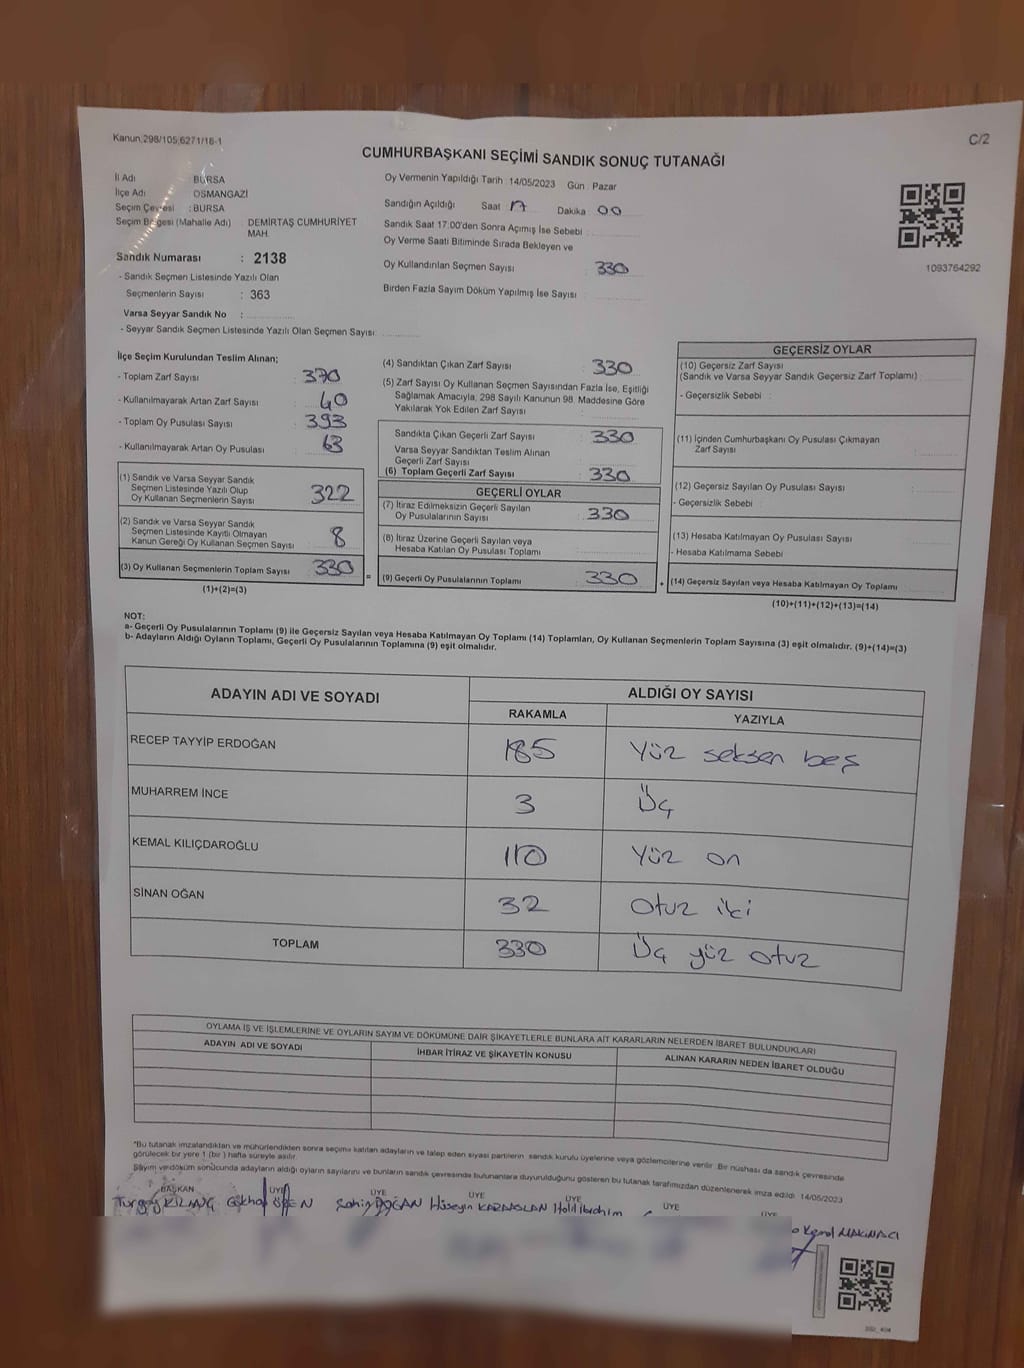 Kanun;298/105;6271/18-1
C/2
CUMHURBAŞKANI SEÇİMİ SANDIK SONUÇ TUTANAĞI
İl Adı : BURSA
İlçe Adı : OSMANGAZİ
Seçim Çevresi : BURSA
Seçim Bölgesi (Mahalle Adı) : DEMİRTAŞ CUMHURİYET
MAH.
Sandık Numarası : 2138
- Sandık Seçmen Listesinde Yazılı Olan
Seçmenlerin Sayısı : 363
Varsa Seyyar Sandık No :
- Seyyar Sandık Seçmen Listesinde Yazılı Olan Seçmen Sayısı
Oy Vermenin Yapıldığı Tarih : 14/05/2023 Gün : Pazar
Sandığın Açıldığı Saat 17 Dakika 00
Sandık Saat 17:00'den Sonra Açımış İse Sebebi :
Oy Verme Saati Bitiminde Sırada Bekleyen ve
Oy Kullandırılan Seçmen Sayısı : 330
Birden Fazla Sayım Döküm Yapılmış İse Sayısı :
1093764292
İlçe Seçim Kurulundan Teslim Alınan;
- Toplam Zarf Sayısı : 370
- Kullanılmayarak Artan Zarf Sayısı : 40
- Toplam Oy Pusulası Sayısı : 393
- Kullanılmayarak Artan Oy Pusulası : 63
(1) Sandık ve Varsa Seyyar Sandık
Seçmen Listesinde Yazılı Olup
Oy Kullanan Seçmenlerin Sayısı 322
(2) Sandık ve Varsa Seyyar Sandık
Seçmen Listesinde Kayıtlı Olmayan
Kanun Gereği Oy Kullanan Seçmen Sayısı 8
(3) Oy Kullanan Seçmenlerin Toplam Sayısı 330
(1)+(2)=(3)
=
(4) Sandıktan Çıkan Zarf Sayısı : 330
(5) Zarf Sayısı Oy Kullanan Seçmen Sayısından Fazla İse, Eşitliği
Sağlamak Amacıyla, 298 Sayılı Kanunun 98. Maddesine Göre
Yakılarak Yok Edilen Zarf Sayısı :
Sandıkta Çıkan Geçerli Zarf Sayısı : 330
Varsa Seyyar Sandıktan Teslim Alınan
Geçerli Zarf Sayısı :
(6) Toplam Geçerli Zarf Sayısı : 330
GEÇERLİ OYLAR
(7) İtiraz Edilmeksizin Geçerli Sayılan
Oy Pusulalarının Sayısı : 330
(8) İtiraz Üzerine Geçerli Sayılan veya
Hesaba Katılan Oy Pusulası Toplamı :
(9) Geçerli Oy Pusulalarının Toplamı : 330
+
GEÇERSİZ OYLAR
(10) Geçersiz Zarf Sayısı
(Sandık ve Varsa Seyyar Sandık Geçersiz Zarf Toplamı) :
- Geçersizlik Sebebi :
(11) İçinden Cumhurbaşkanı Oy Pusulası Çıkmayan
Zarf Sayısı :
(12) Geçersiz Sayılan Oy Pusulası Sayısı :
- Geçersizlik Sebebi :
(13) Hesaba Katılmayan Oy Pusulası Sayısı :
- Hesaba Katılmama Sebebi :
(14) Geçersiz Sayılan veya Hesaba Katılmayan Oy Toplamı :
(10)+(11)+(12)+(13)=(14)
NOT:
a- Geçerli Oy Pusulalarının Toplamı (9) ile Geçersiz Sayılan veya Hesaba Katılmayan Oy Toplamı (14) Toplamları, Oy Kullanan Seçmenlerin Toplam Sayısına (3) eşit olmalıdır. (9)+(14)=(3)
b- Adayların Aldığı Oyların Toplamı, Geçerli Oy Pusulalarının Toplamına (9) eşit olmalıdır.
ADAYIN ADI VE SOYADI ALDIĞI OY SAYISI
RAKAMLA YAZIYLA
RECEP TAYYİP ERDOĞAN 185 Yüz seksen beş
MUHARREM İNCE 3 Üç
KEMAL KILIÇDAROĞLU 110 Yüz on
SİNAN OĞAN 32 Otuz iki
TOPLAM 330 Üç yüz otuz
OYLAMA İŞ VE İŞLEMLERİNE VE OYLARIN SAYIM VE DÖKÜMÜNE DAİR ŞİKAYETLERLE BUNLARA AİT KARARLARIN NELERDEN İBARET BULUNDUKLARI
ADAYIN ADI VE SOYADI İHBAR İTİRAZ VE ŞİKAYETİN KONUSU ALINAN KARARIN NEDEN İBARET OLDUĞU
*Bu tutanak imzalandıktan ve mühürlendikten sonra seçime katılan adayların ve talep eden siyasi partilerin sandık kurulu üyelerine veya gözlemcilerine verilir. Bir nüshası da sandık çevresinde
görülecek bir yere 1 (bir ) hafta süreyle asılır.
Sayım ve döküm sonucunda adayların aldığı oyların sayılarını ve bunların sandık çevresinde bulunanlara duyurulduğunu gösteren bu tutanak tarafımızdan düzenlenerek imza edildi. 14/05/2023
BAŞKAN ÜYE ÜYE ÜYE ÜYE ÜYE ÜYE
Turgay KILINÇ Gökhan Şahin DOĞAN Hüseyin KARAASLAN Halil İbrahim
Kemal